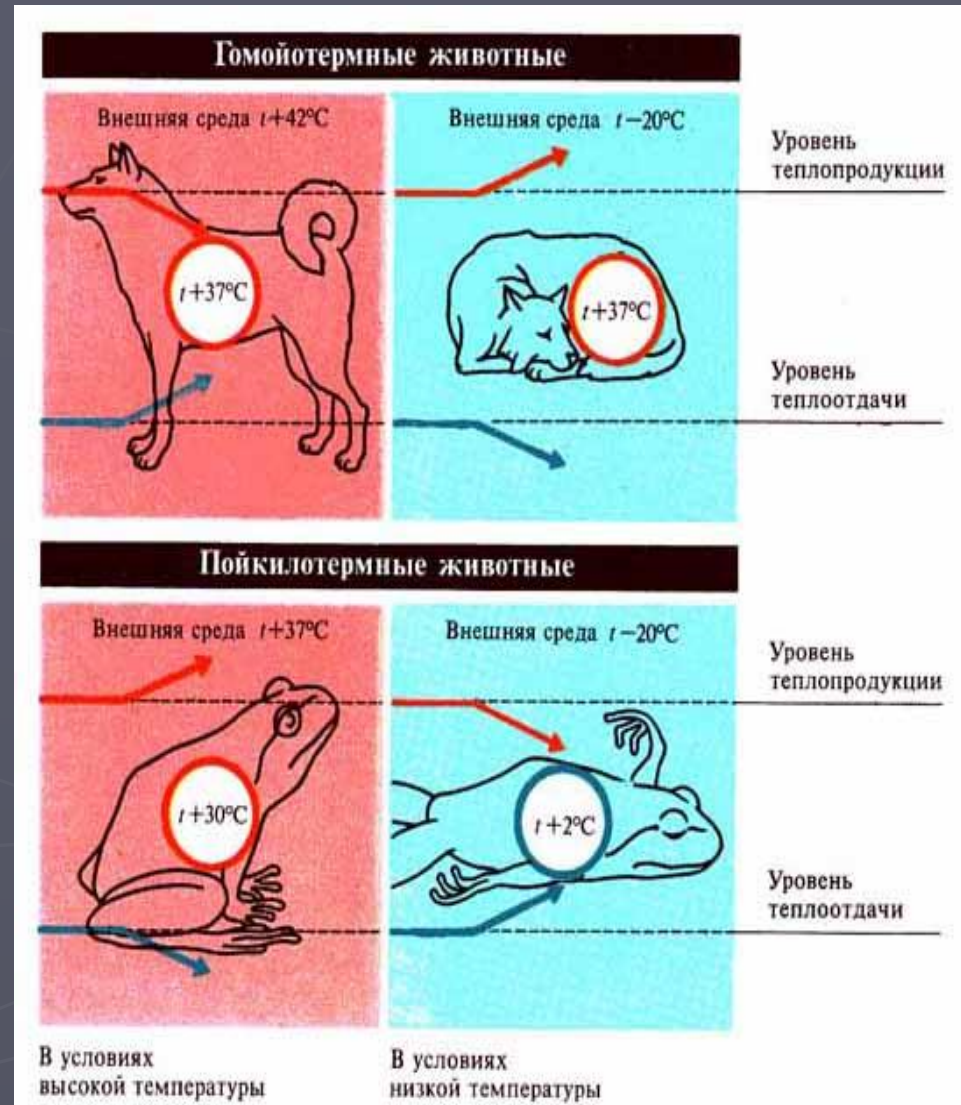 Гомойотермные животные
Внешняя среда t+42°C
Внешняя среда t−20°C
Уровень
теплопродукции
t+37°C
t+37°C
Уровень
теплоотдачи
Пойкилотермные животные
Внешняя среда t+37°C
Внешняя среда t−20°C
Уровень
теплопродукции
t+30°C
t+2°C
Уровень
теплоотдачи
В условиях
высокой температуры
В условиях
низкой температуры